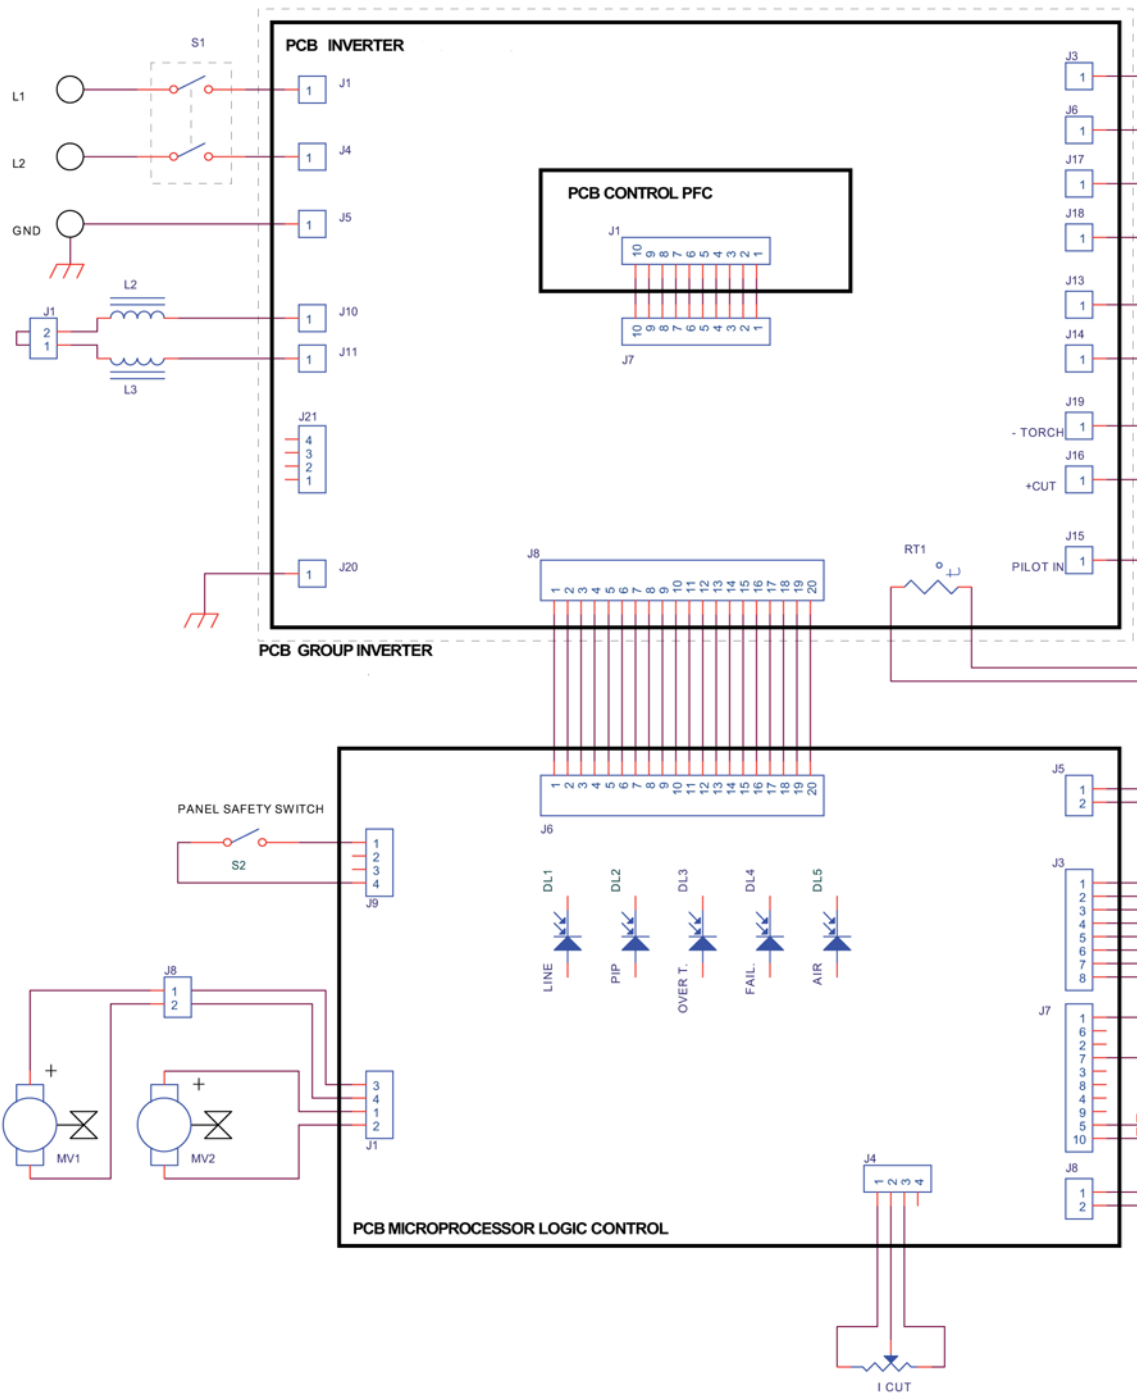 S1
PCB INVERTER
L1
1
J1
J3
1
J6
1
L2
1
J4
J17
1
PCB CONTROL PFC
GND
1
J5
J18
1
J1
10 9 8 7 6 5 4 3 2 1
L2
J1
2
1
1
J10
J13
1
10 9 8 7 6 5 4 3 2 1
J7
1
J11
J14
1
L3
J21
4
3
2
1
J19
- TORCH
1
J16
+CUT
1
J20
1
J8
1 2 3 4 5 6 7 8 9 10 11 12 13 14 15 16 17 18 19 20
RT1
t
J15
PILOT IN
1
PCB GROUP INVERTER
1 2 3 4 5 6 7 8 9 10 11 12 13 14 15 16 17 18 19 20
J6
J5
1
2
PANEL SAFETY SWITCH
S2
1
2
3
4
J9
DL1
DL2
DL3
DL4
DL5
LINE
PIP
OVER T.
FAIL.
AIR
J3
1
2
3
4
5
6
7
8
J8
1
2
J7
1
6
2
7
3
8
4
9
5
10
+
MV1
+
MV2
3
4
1
2
J1
J4
1 2 3 4
J8
1
2
PCB MICROPROCESSOR LOGIC CONTROL
I CUT